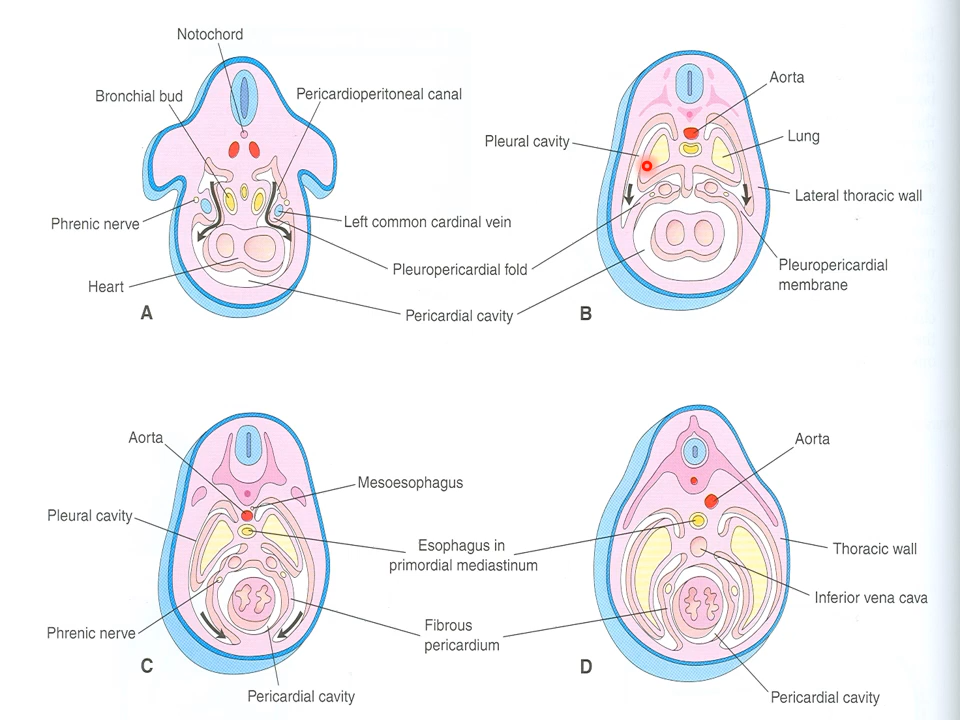 Notochord
Bronchial bud
Pericardioperitoneal canal
Phrenic nerve
Left common cardinal vein
Pleuropericardial fold
Heart
Pericardial cavity
A
Aorta
Pleural cavity
Lung
Lateral thoracic wall
Pleuropericardial
membrane
B
Aorta
Mesoesophagus
Pleural cavity
Esophagus in
primordial mediastinum
Phrenic nerve
Fibrous
pericardium
C
Pericardial cavity
Aorta
Thoracic wall
Inferior vena cava
D
Pericardial cavity